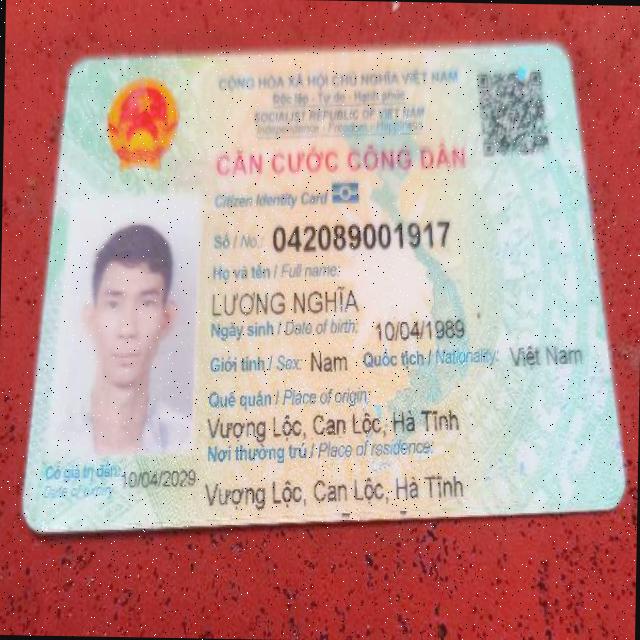 CỘNG HÒA XÃ HỘI CHỦ NGHĨA VIỆT NAM
Độc lập - Tự do - Hạnh phúc
SOCIALIST REPUBLIC OF VIET NAM
Independence - Freedom - Happiness
CĂN CƯỚC CÔNG DÂN
Citizen Identity Card
Số / No.: 042089001917
Họ và tên / Full name:
LƯƠNG NGHĨA
Ngày sinh / Date of birth: 10/04/1989
Giới tính / Sex: Nam Quốc tịch / Nationality: Việt Nam
Quê quán / Place of origin:
Vượng Lộc, Can Lộc, Hà Tĩnh
Nơi thường trú / Place of residence:
Vượng Lộc, Can Lộc, Hà Tĩnh
Có giá trị đến: 10/04/2029
Date of expiry